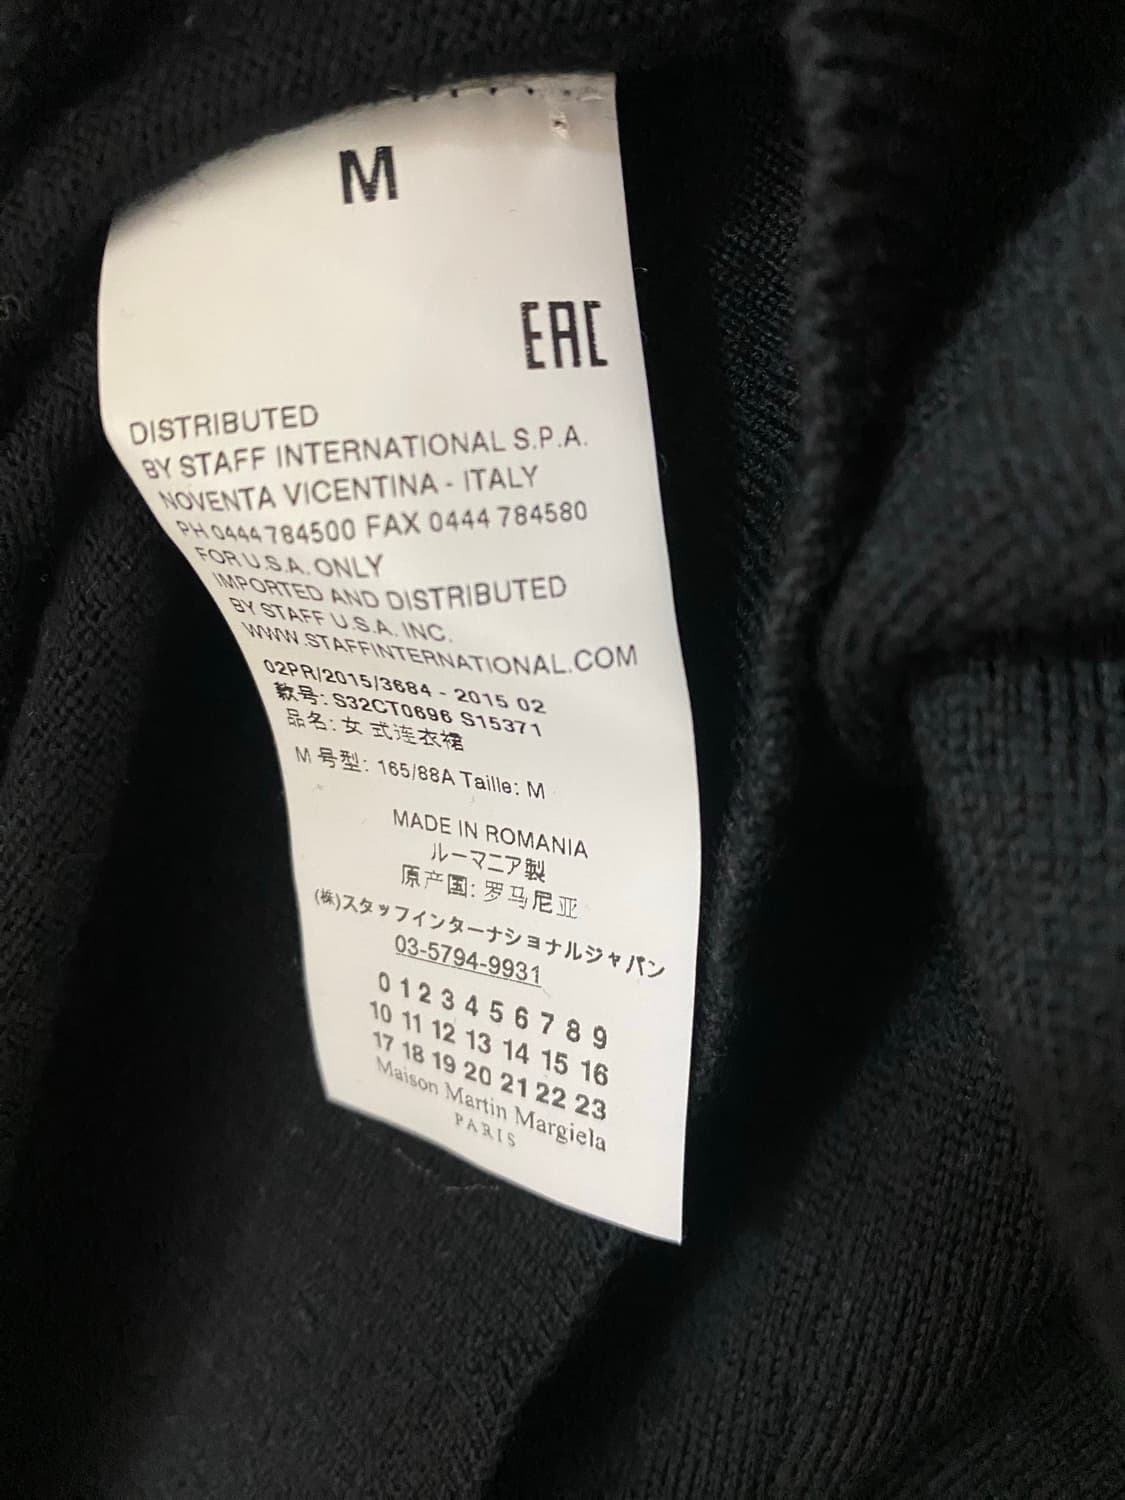 M
EAC
DISTRIBUTED
BY STAFF INTERNATIONAL S.P.A.
NOVENTA VICENTINA - ITALY
PH 0444 784500 FAX 0444 784580
FOR U.S.A. ONLY
IMPORTED AND DISTRIBUTED
BY STAFF U.S.A. INC.
WWW.STAFFINTERNATIONAL.COM
02PR/2015/3684 - 2015 02
款号: S32CT0696 S15371
品名: 女 式连衣裙
M 号型: 165/88A Taille: M
MADE IN ROMANIA
ルーマニア製
原产国: 罗马尼亚
(株)スタッフインターナショナルジャパン
03-5794-9931
0 1 2 3 4 5 6 7 8 9
10 11 12 13 14 15 16
17 18 19 20 21 22 23
Maison Martin Margiela
PARIS